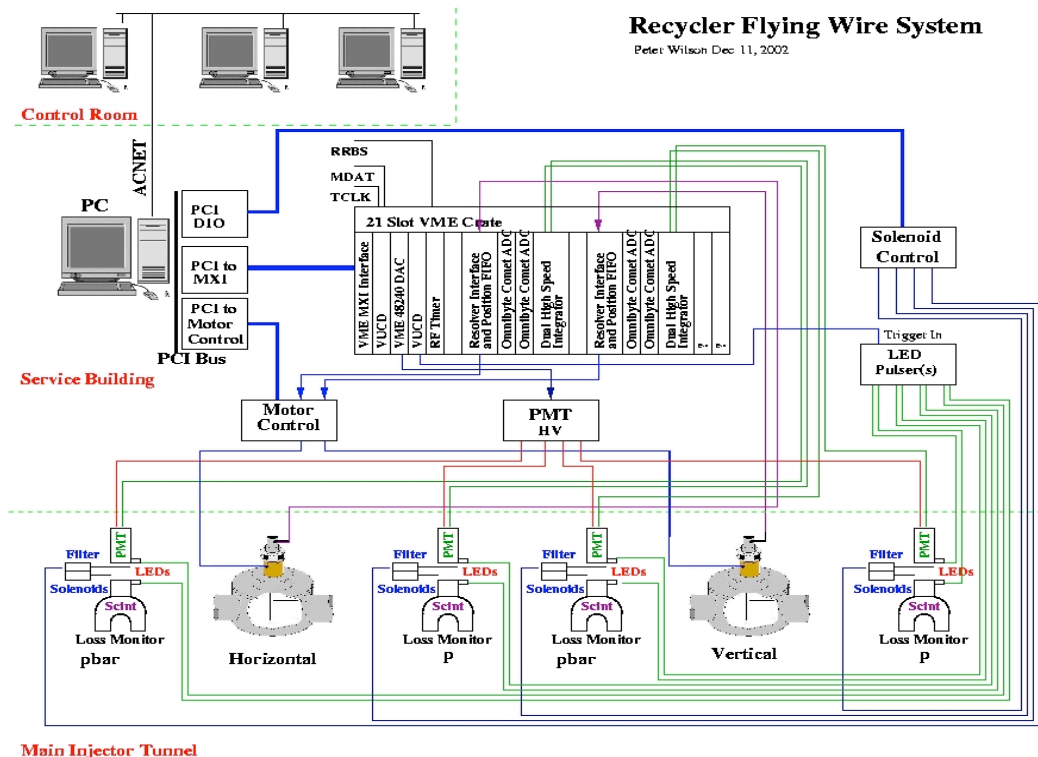 Recycler Flying Wire System
Peter Wilson Dec 11, 2002
Control Room
ACNET
RRBS
MDAT
TCLK
PC
PCI
DIO
PCI to
MXI
PCI to
Motor
Control
PCI Bus
21 Slot VME Crate
VME MXI Interface
VUCD
VME 48240 DAC
VUCD
RF Timer
Resolver Interface
and Position FIFO
Omnibyte Comet ADC
Omnibyte Comet ADC
Dual High Speed
Integrator
Resolver Interface
and Position FIFO
Omnibyte Comet ADC
Omnibyte Comet ADC
Dual High Speed
Integrator
?
?
Solenoid
Control
Trigger In
LED
Pulser(s)
Service Building
Motor
Control
PMT
HV
PMT
Filter
LEDs
Solenoids
Scint
Loss Monitor
pbar
Horizontal
PMT
Filter
LEDs
Solenoids
Scint
Loss Monitor
p
PMT
Filter
LEDs
Solenoids
Scint
Loss Monitor
pbar
Vertical
PMT
Filter
LEDs
Solenoids
Scint
Loss Monitor
p
Main Injector Tunnel